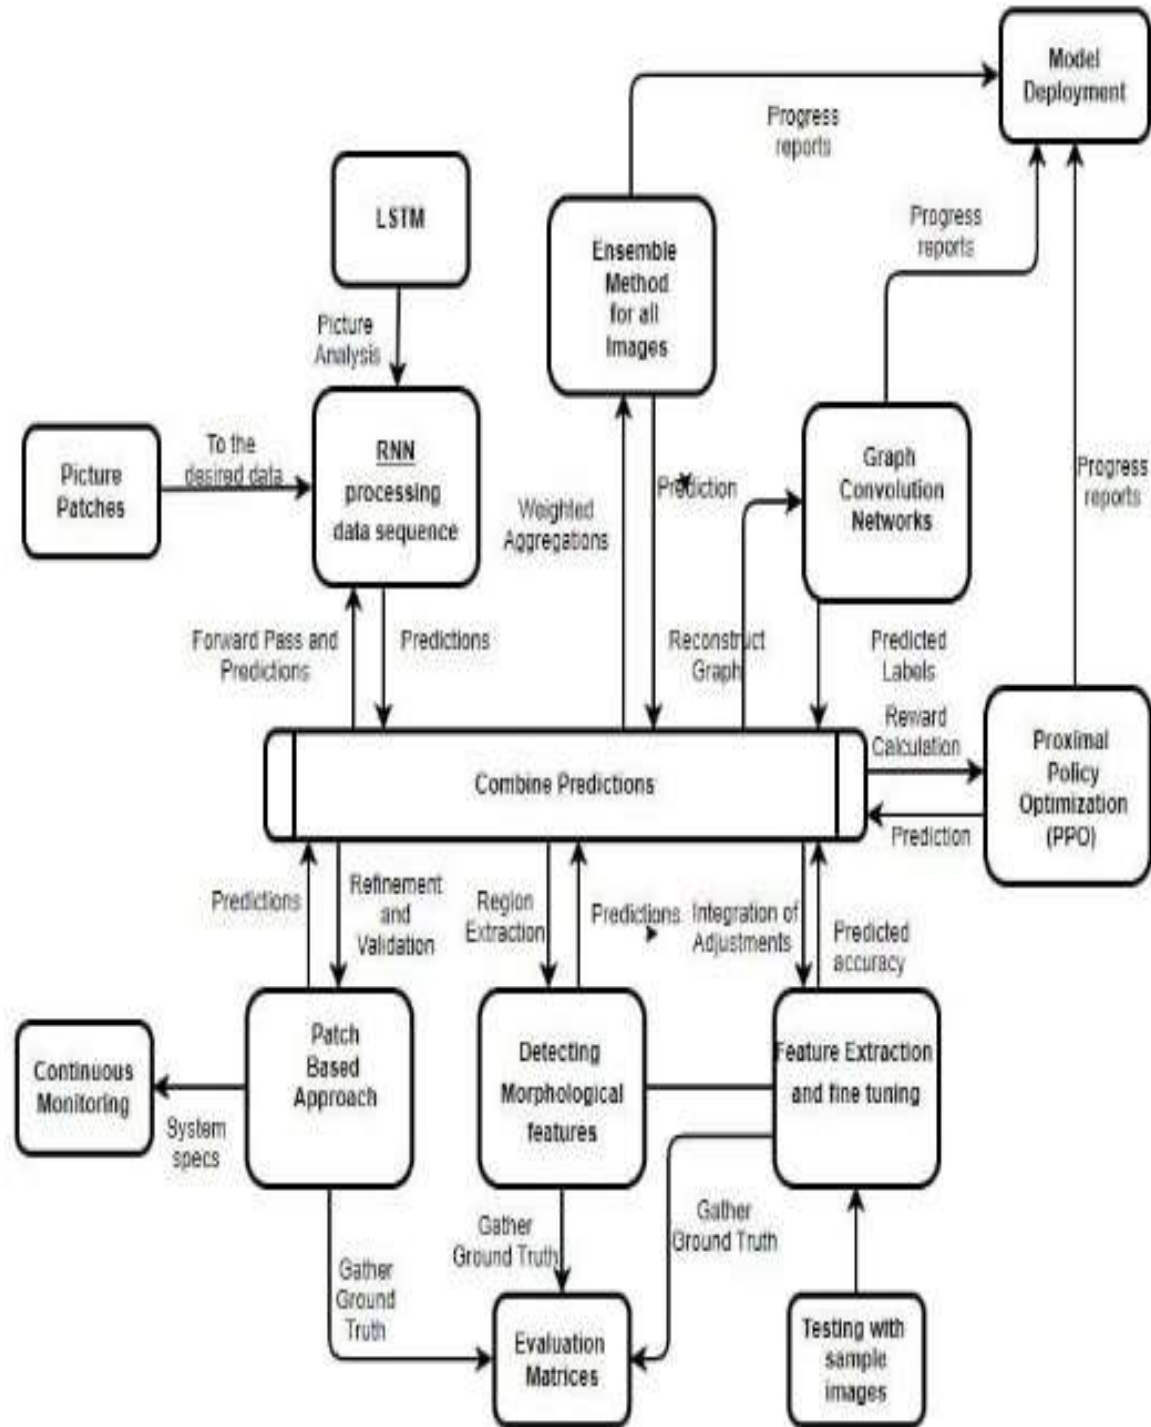 Model
Deployment
Progress
reports
LSTM
Ensemble
Method
for all
Images
Progress
reports
Picture
Analysis
RNN
processing
data sequence
Picture
Patches
To the
desired data
Graph
Convolution
Networks
Progress
reports
Weighted
Aggregations
Prediction
Forward Pass and
Predictions
Predictions
Reconstruct
Graph
Predicted
Labels
Reward
Calculation
Proximal
Policy
Optimization
(PPO)
Combine Predictions
Prediction
Predictions
Refinement
and
Validation
Region
Extraction
Predictions
Integration of
Adjustments
Predicted
accuracy
Continuous
Monitoring
System
specs
Patch
Based
Approach
Detecting
Morphological
features
Feature Extraction
and fine tuning
Gather
Ground
Truth
Gather
Ground Truth
Gather
Ground Truth
Evaluation
Matrices
Testing with
sample
images